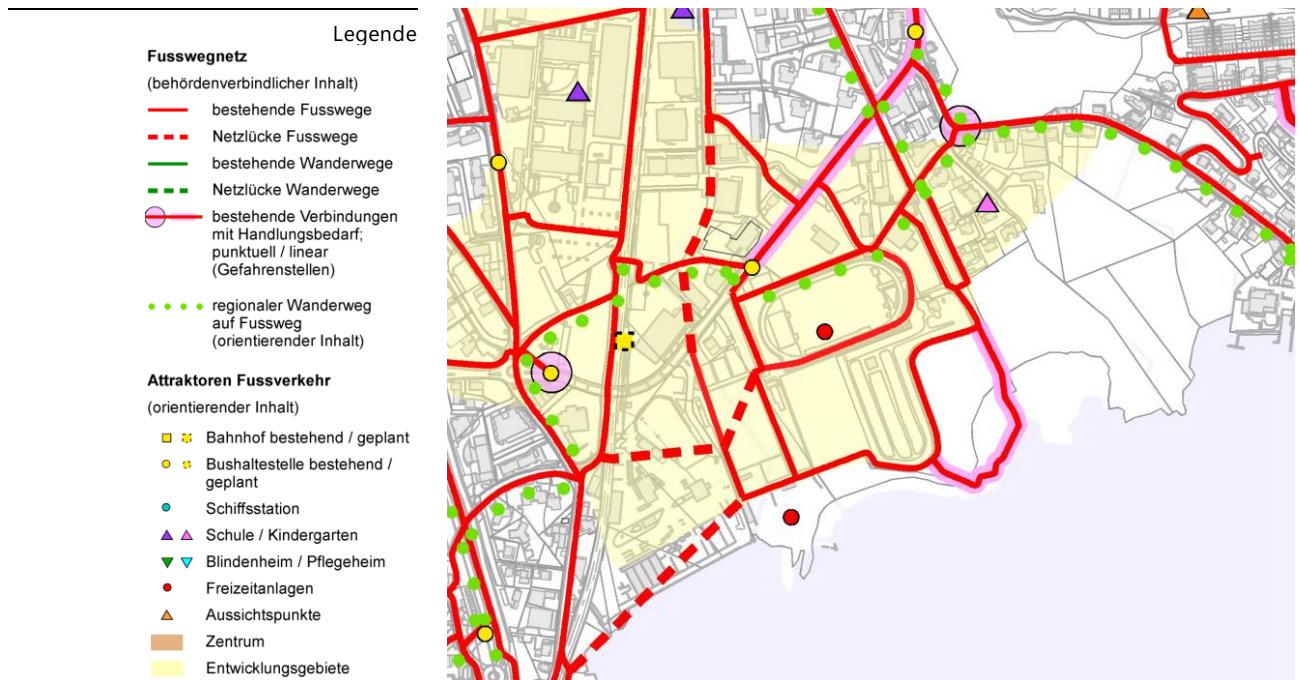 Legende
Fusswegnetz
(behördenverbindlicher Inhalt)
bestehende Fusswege
Netzlücke Fusswege
bestehende Wanderwege
Netzlücke Wanderwege
bestehende Verbindungen
mit Handlungsbedarf;
punktuell / linear
(Gefahrenstellen)
regionaler Wanderweg
auf Fussweg
(orientierender Inhalt)
Attraktoren Fussverkehr
(orientierender Inhalt)
Bahnhof bestehend / geplant
Bushaltestelle bestehend /
geplant
Schiffsstation
Schule / Kindergarten
Blindenheim / Pflegeheim
Freizeitanlagen
Aussichtspunkte
Zentrum
Entwicklungsgebiete